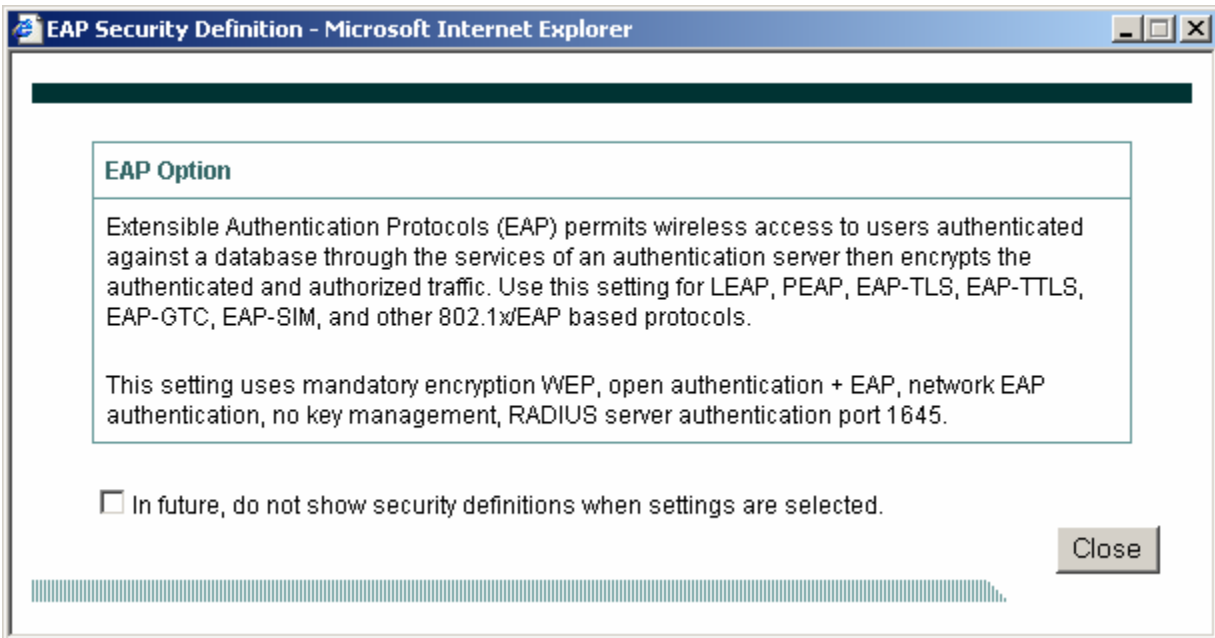 EAP Security Definition - Microsoft Internet Explorer
EAP Option
Extensible Authentication Protocols (EAP) permits wireless access to users authenticated
against a database through the services of an authentication server then encrypts the
authenticated and authorized traffic. Use this setting for LEAP, PEAP, EAP-TLS, EAP-TTLS,
EAP-GTC, EAP-SIM, and other 802.1x/EAP based protocols.
This setting uses mandatory encryption WEP, open authentication + EAP, network EAP
authentication, no key management, RADIUS server authentication port 1645.
In future, do not show security definitions when settings are selected.
Close